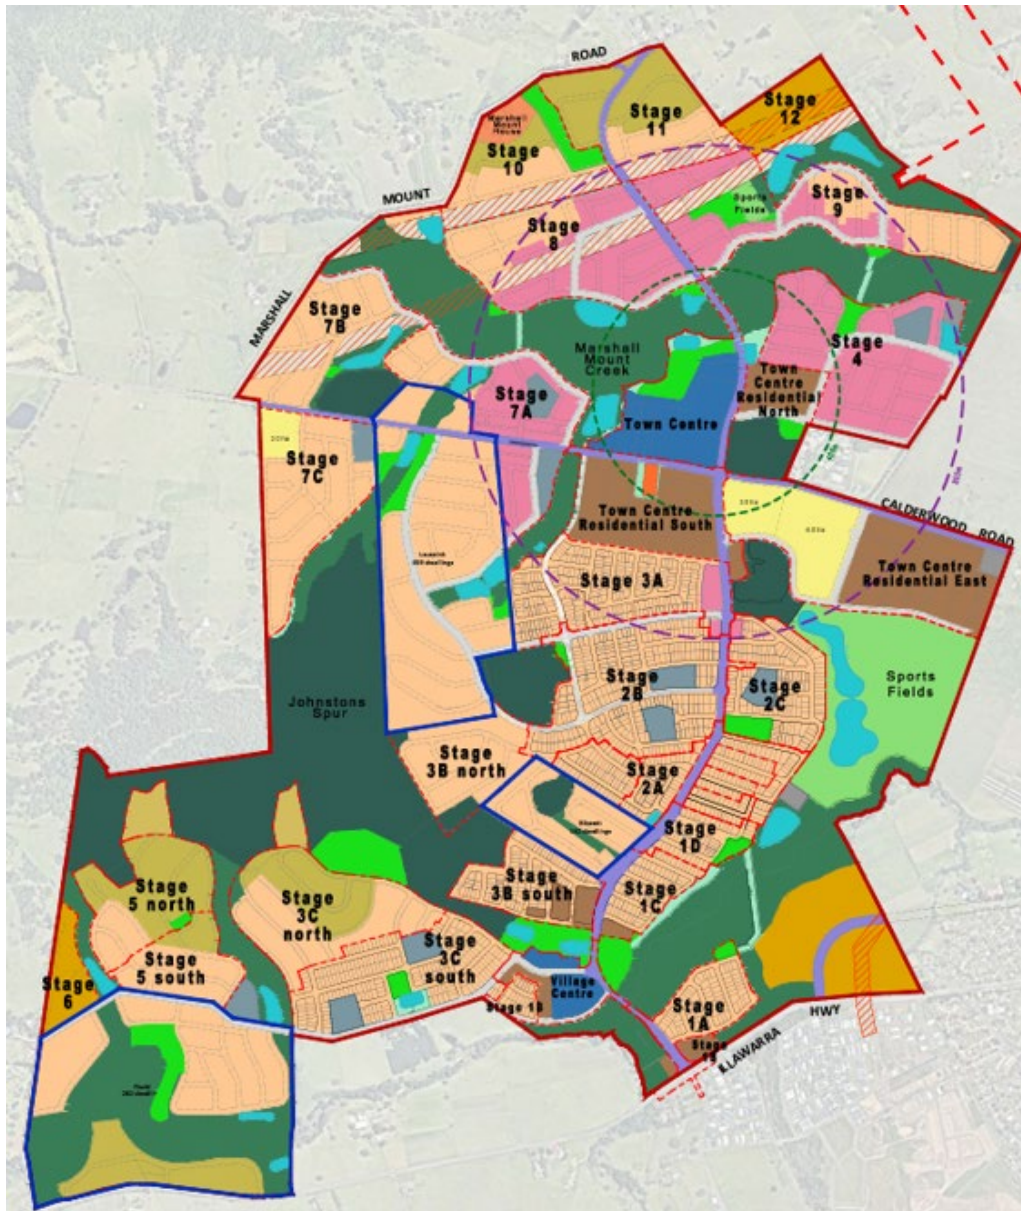 ROAD
Stage
12
Marshall
Mount
House
Stage
11
Stage
10
MOUNT
Sports
Fields
Stage
9
Stage
8
MARSHALL
Stage
7B
Marshall
Mount
Creek
Stage
4
Town
Centre
Residential
North
Stage
7A
Town Centre
Stage
7C
Town Centre
Residential South
CALDERWOOD ROAD
Town Centre
Residential East
Stage 3A
Stage
2B
Stage
2C
Sports
Fields
Johnstons
Spur
Stage
3B north
Stage
2A
Stage
1D
Stage
3B south
Stage
1C
Stage
5 north
Stage
3C
north
Stage
3C
south
Stage
5 south
Stage
6
Village
Centre
Stage 1B
Stage
1A
Stage
HWY
ILLAWARRA